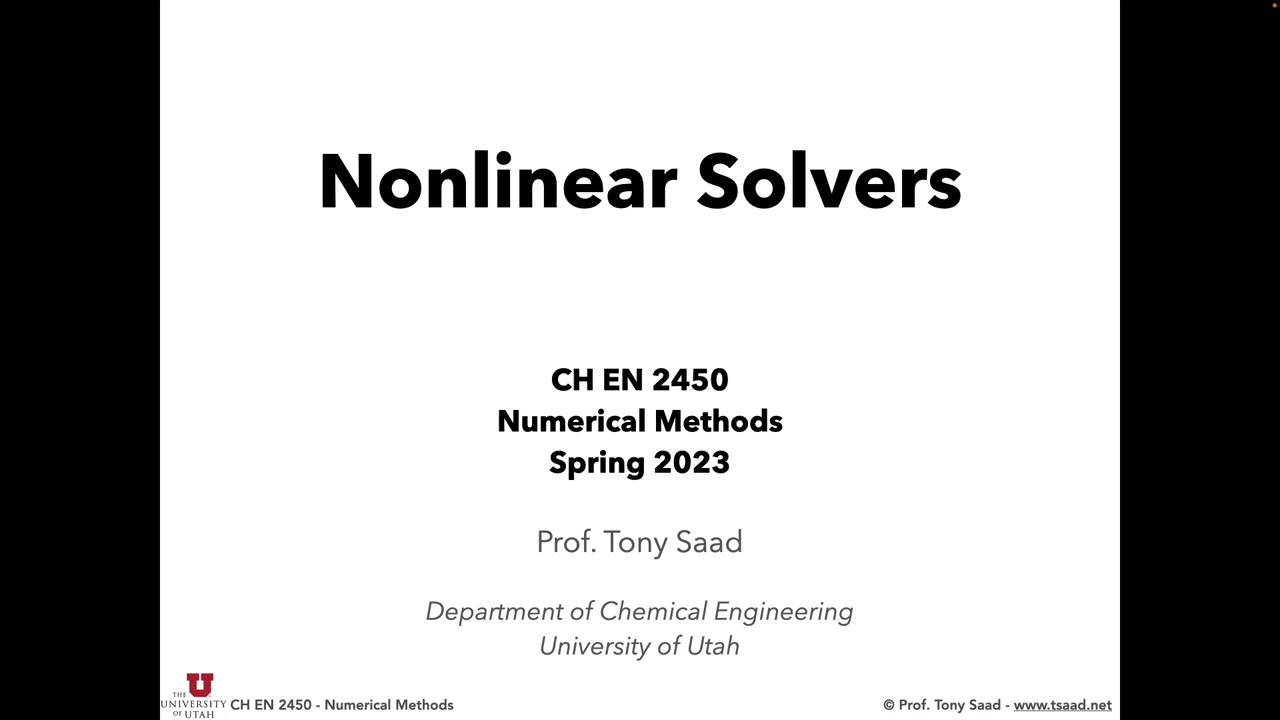 Nonlinear Solvers
CH EN 2450
Numerical Methods
Spring 2023
Prof. Tony Saad
Department of Chemical Engineering
University of Utah
THE
UNIVERSITY
OF UTAH
CH EN 2450 - Numerical Methods
© Prof. Tony Saad - www.tsaad.net